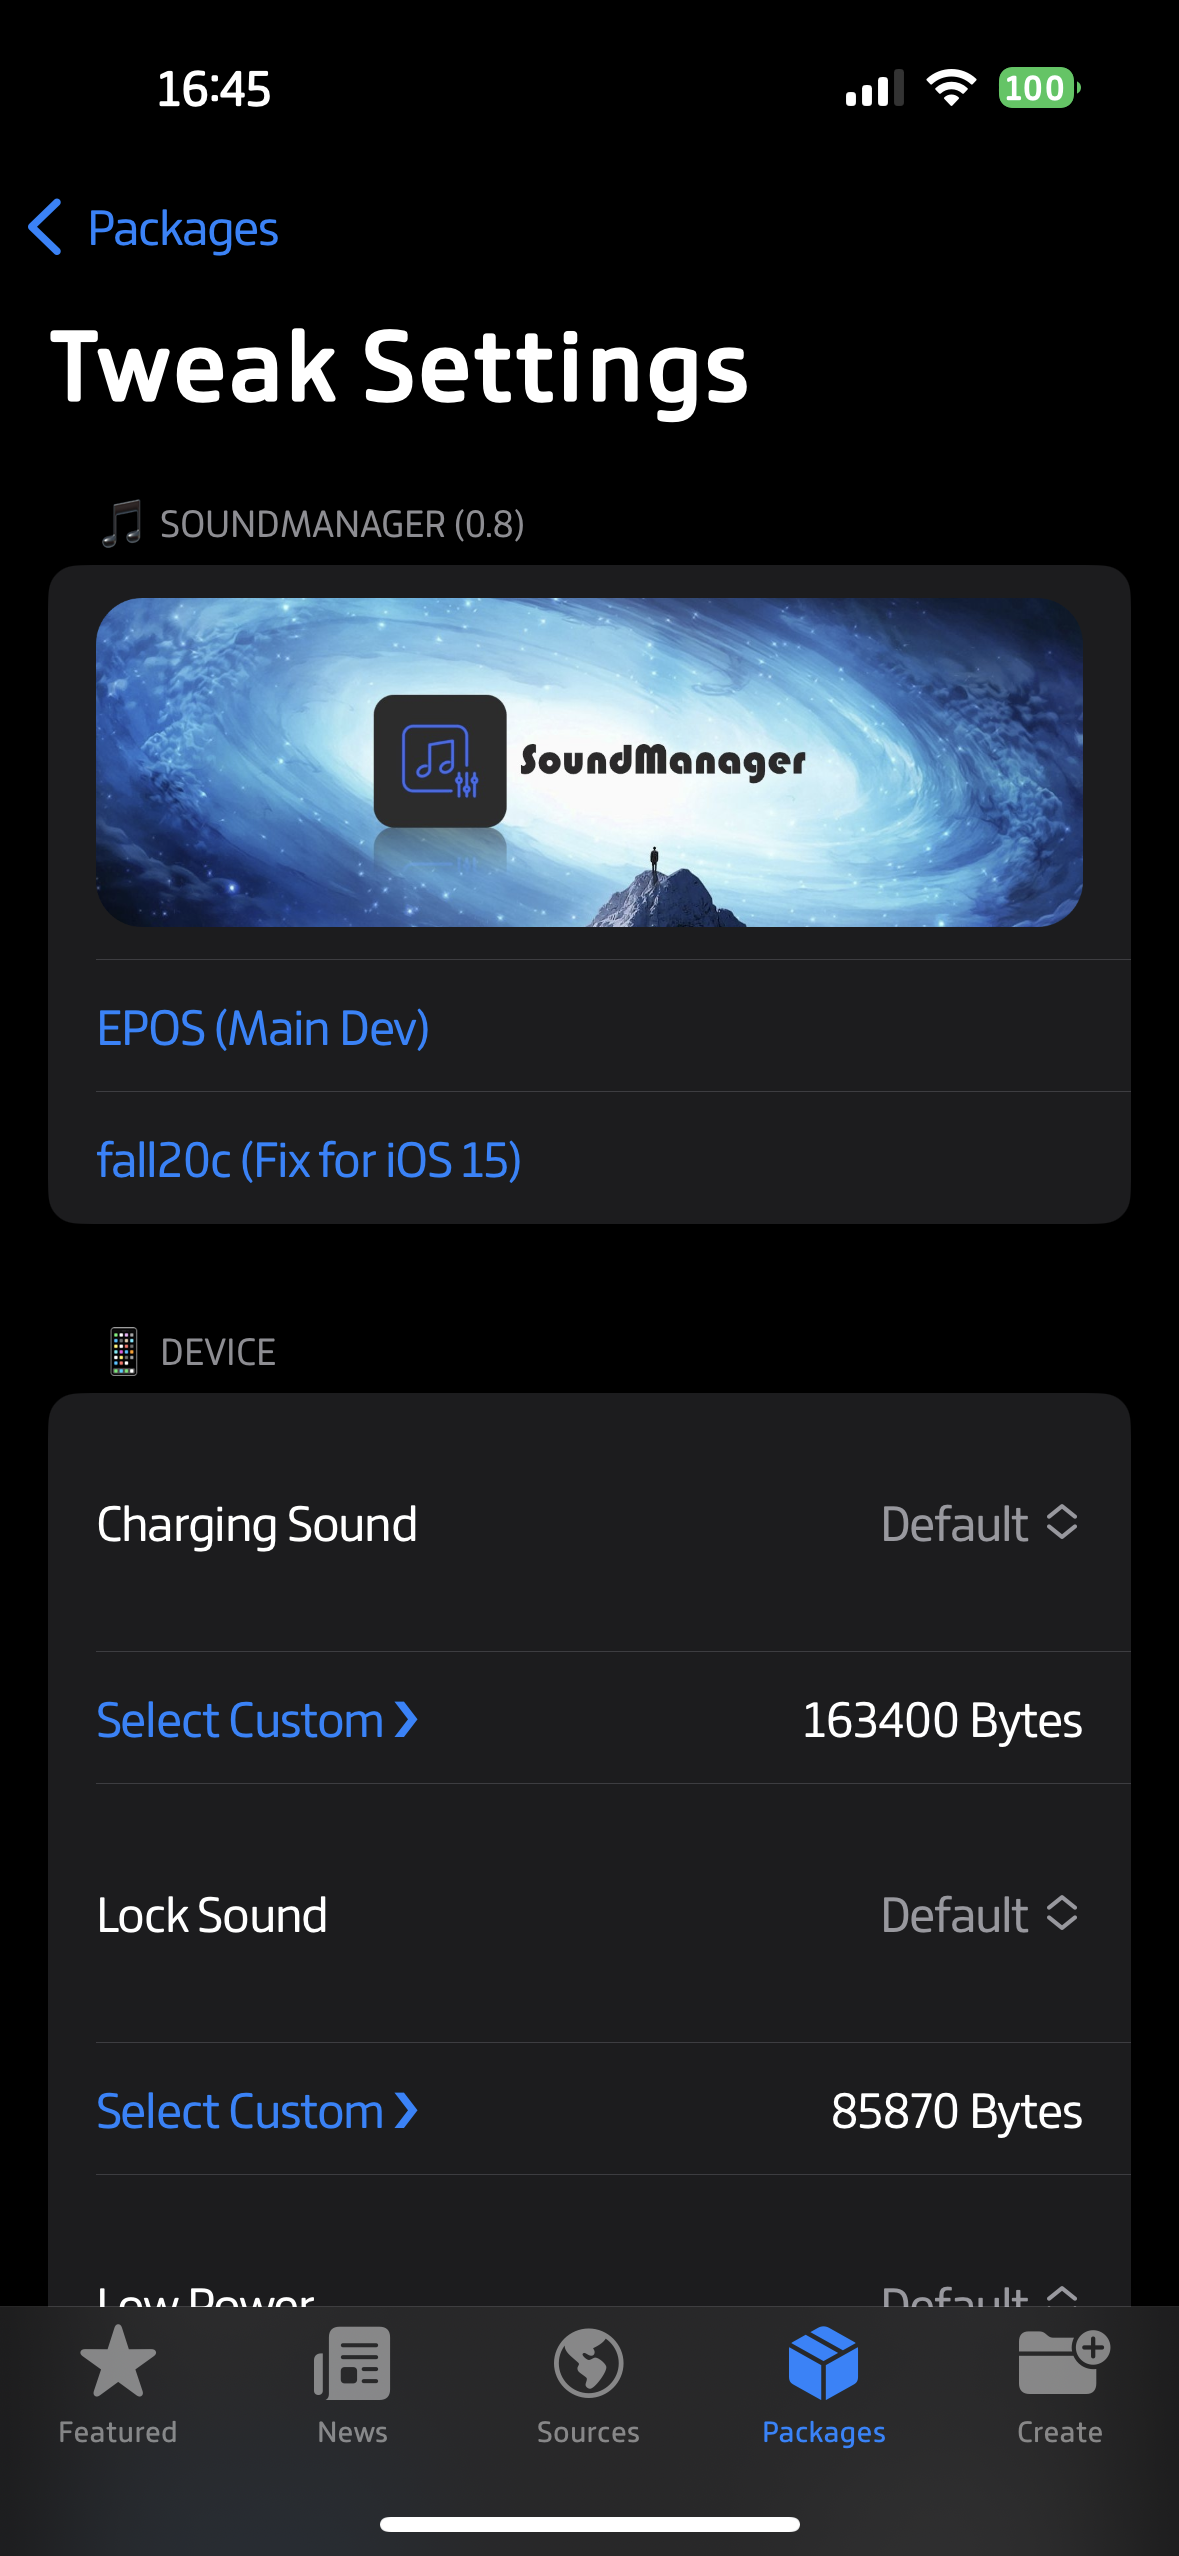 16:45
100
Packages
Tweak Settings
SOUNDMANAGER (0.8)
SoundManager
EPOS (Main Dev)
fall20c (Fix for iOS 15)
DEVICE
Charging Sound Default
Select Custom ❯ 163400 Bytes
Lock Sound Default
Select Custom ❯ 85870 Bytes
Low Power Default
Featured News Sources Packages Create